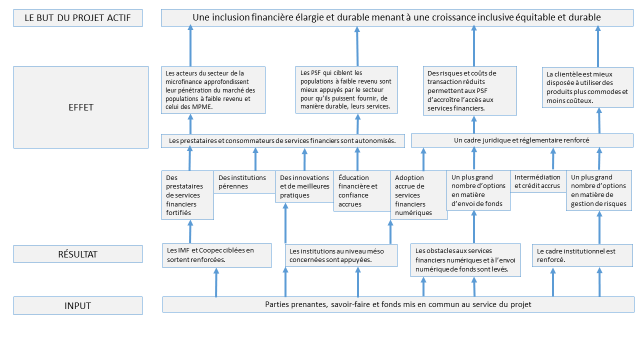 LE BUT DU PROJET ACTIF
Une inclusion financière élargie et durable menant à une croissance inclusive équitable et durable
EFFET
Les acteurs du secteur de la
microfinance approfondissent
leur pénétration du marché des
populations à faible revenu et
celui des MPME.
Les PSF qui ciblent les
populations à faible revenu sont
mieux appuyés par le secteur
pour qu'ils puissent fournir, de
manière durable, leurs services.
Des risques et coûts de
transaction réduits
permettent aux PSF
d'accroître l'accès aux
services financiers.
La clientèle est mieux
disposée à utiliser des
produits plus commodes et
moins coûteux.
Les prestataires et consommateurs de services financiers sont autonomisés.
Un cadre juridique et réglementaire renforcé
Des
prestataires
de services
financiers
fortifiés
Des institutions
pérennes
Des innovations
et de meilleures
pratiques
Éducation
financière et
confiance
accrues
Adoption
accrue de
services
financiers
numériques
Un plus grand
nombre d'options
en matière
d'envoi de fonds
Intermédiation
et crédit accrus
Un plus grand
nombre d'options
en matière de
gestion de risques
RÉSULTAT
Les IMF et Coopec ciblées en
sortent renforcées.
Les institutions au niveau méso
concernées sont appuyées.
Les obstacles aux services
financiers numériques et à l'envoi
numérique de fonds sont levés.
Le cadre institutionnel est
renforcé.
INPUT
Parties prenantes, savoir-faire et fonds mis en commun au service du projet